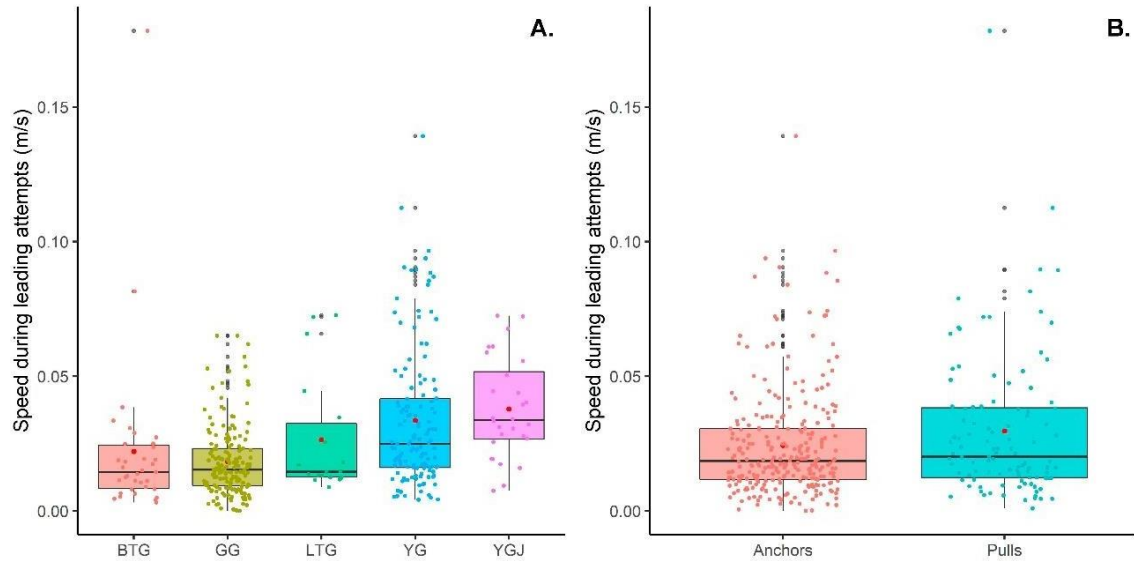 A.
Speed during leading attempts (m/s)
0.15
0.10
0.05
0.00
BTG GG LTG YG YGJ
B.
Speed during leading attempts (m/s)
0.15
0.10
0.05
0.00
Anchors Pulls